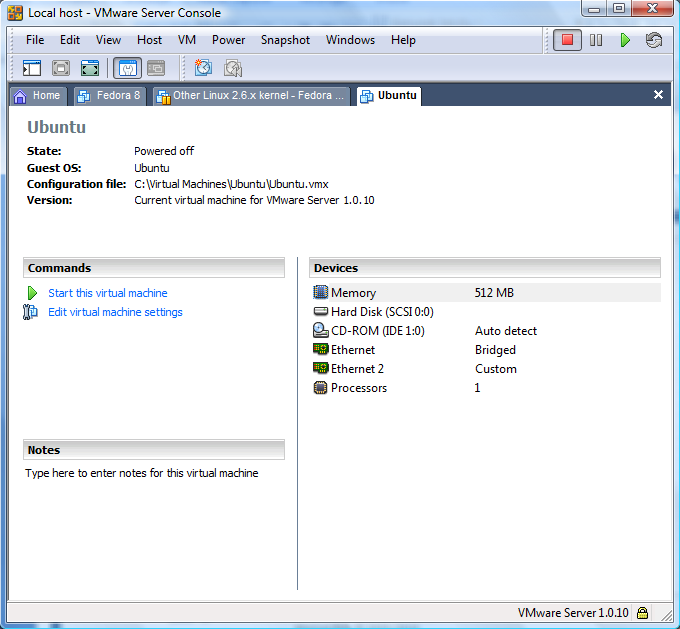 Local host - VMware Server Console
File Edit View Host VM Power Snapshot Windows Help
Home Fedora 8 Other Linux 2.6.x kernel - Fedora ... Ubuntu
Ubuntu
State: Powered off
Guest OS: Ubuntu
Configuration file: C:\Virtual Machines\Ubuntu\Ubuntu.vmx
Version: Current virtual machine for VMware Server 1.0.10
Commands
Start this virtual machine
Edit virtual machine settings
Notes
Type here to enter notes for this virtual machine
Devices
Memory 512 MB
Hard Disk (SCSI 0:0)
CD-ROM (IDE 1:0) Auto detect
Ethernet Bridged
Ethernet 2 Custom
Processors 1
VMware Server 1.0.10